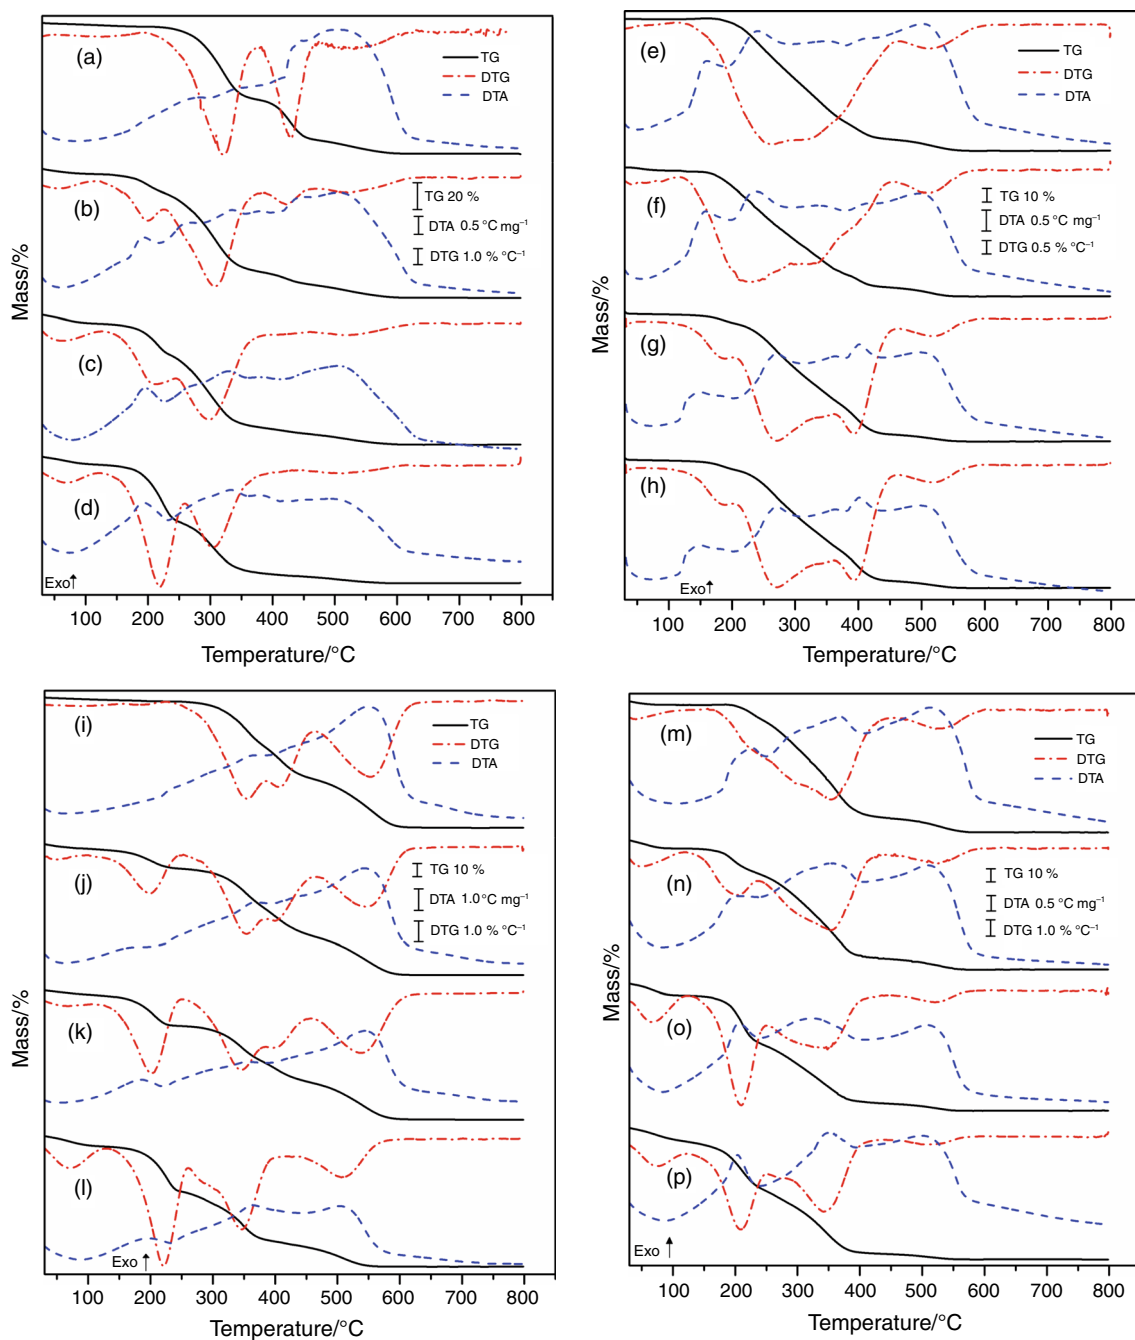 (a)
TG
DTG
DTA
(b)
TG 20 %
DTA 0.5 °C mg⁻¹
DTG 1.0 % °C⁻¹
(c)
(d)
Exo↑
Mass/%
100 200 300 400 500 600 700 800
Temperature/°C
(e)
TG
DTG
DTA
(f)
TG 10 %
DTA 0.5 °C mg⁻¹
DTG 0.5 % °C⁻¹
(g)
(h)
Exo↑
Mass/%
100 200 300 400 500 600 700 800
Temperature/°C
(i)
TG
DTG
DTA
(j)
TG 10 %
DTA 1.0°C mg⁻¹
DTG 1.0 % °C⁻¹
(k)
(l)
Exo ↑
Mass/%
100 200 300 400 500 600 700 800
Temperature/°C
(m)
TG
DTG
DTA
(n)
TG 10 %
DTA 0.5 °C mg⁻¹
DTG 1.0 % °C⁻¹
(o)
(p)
Exo ↑
Mass/%
100 200 300 400 500 600 700 800
Temperature/°C